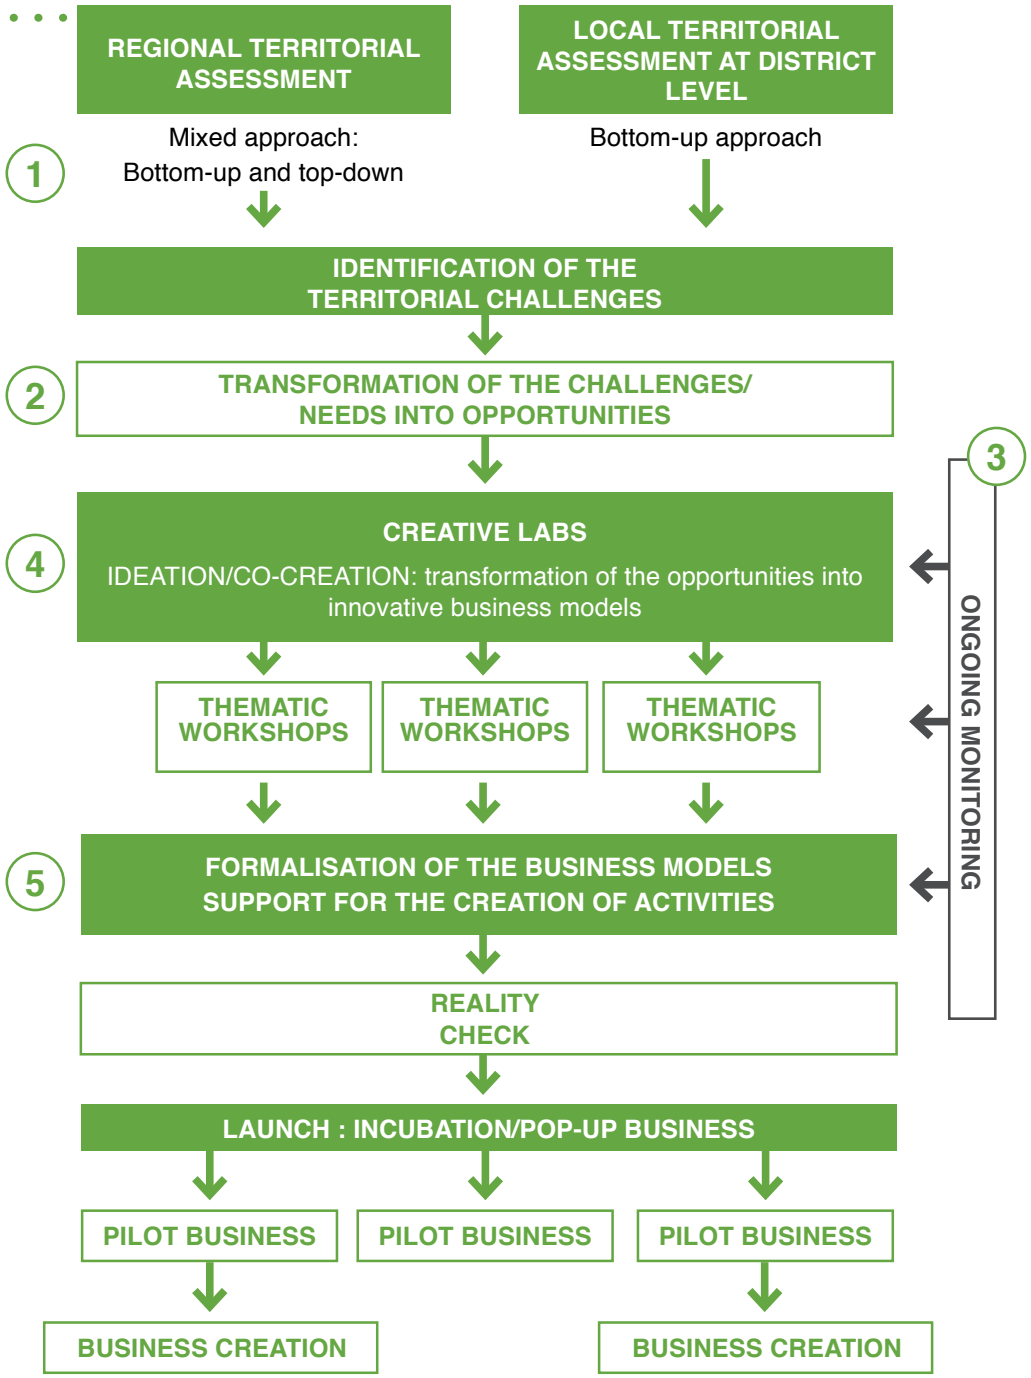 REGIONAL TERRITORIAL
ASSESSMENT
LOCAL TERRITORIAL
ASSESSMENT AT DISTRICT
LEVEL
1
Mixed approach:
Bottom-up and top-down
Bottom-up approach
IDENTIFICATION OF THE
TERRITORIAL CHALLENGES
2
TRANSFORMATION OF THE CHALLENGES/
NEEDS INTO OPPORTUNITIES
3
ONGOING MONITORING
4
CREATIVE LABS
IDEATION/CO-CREATION: transformation of the opportunities into
innovative business models
THEMATIC
WORKSHOPS
THEMATIC
WORKSHOPS
THEMATIC
WORKSHOPS
5
FORMALISATION OF THE BUSINESS MODELS
SUPPORT FOR THE CREATION OF ACTIVITIES
REALITY
CHECK
LAUNCH : INCUBATION/POP-UP BUSINESS
PILOT BUSINESS
PILOT BUSINESS
PILOT BUSINESS
BUSINESS CREATION
BUSINESS CREATION